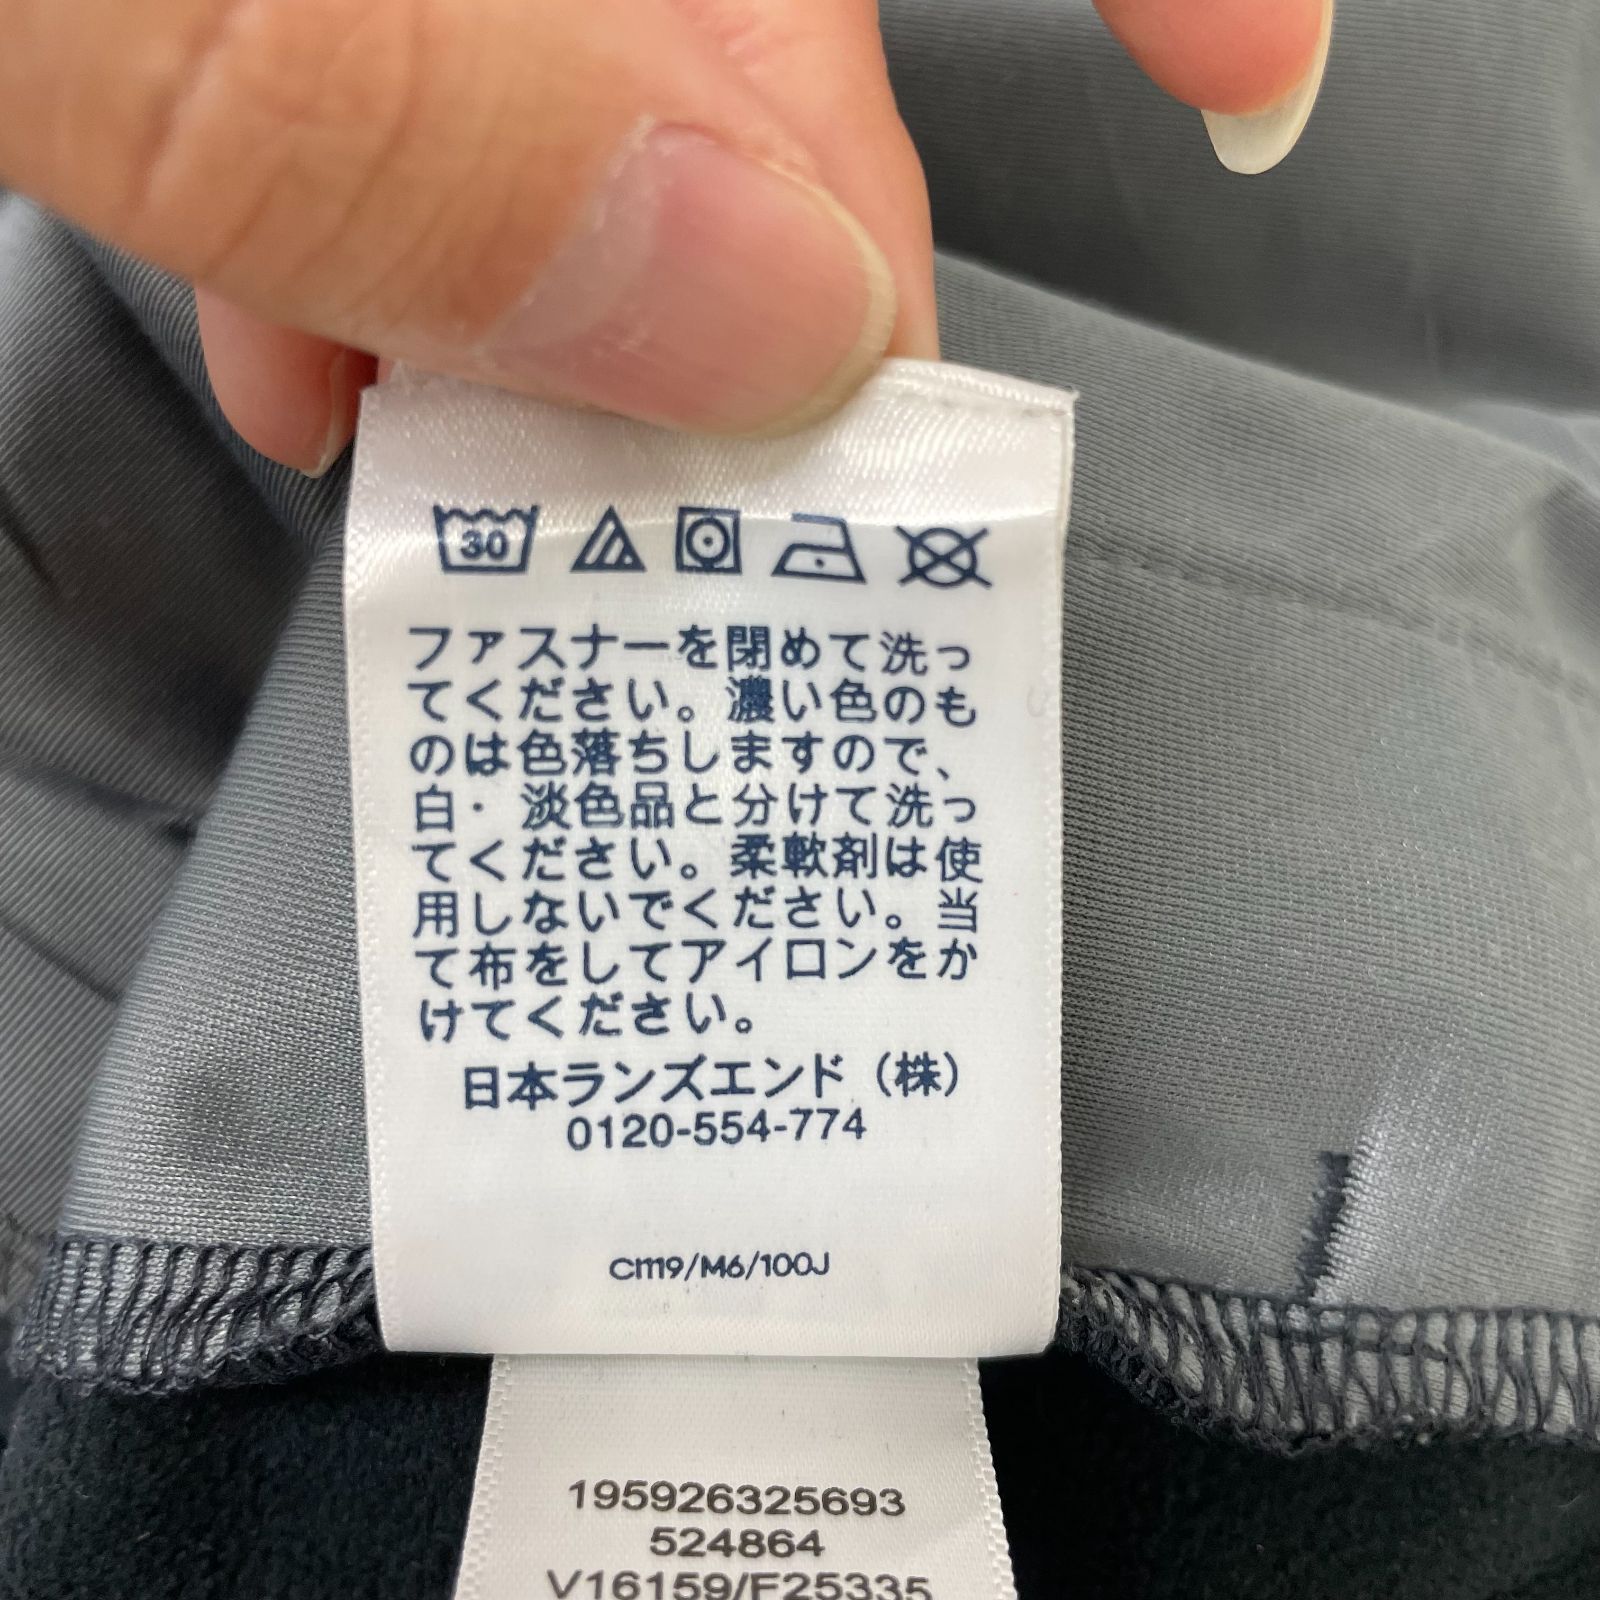 30
ファスナーを閉めて洗っ
てください。濃い色のも
のは色落ちしますので、
白・淡色品と分けて洗っ
てください。柔軟剤は使
用しないでください。当
て布をしてアイロンをか
けてください。
日本ランズエンド（株）
0120-554-774
Cm19/M6/100J
195926325693
524864
V16159/F25335